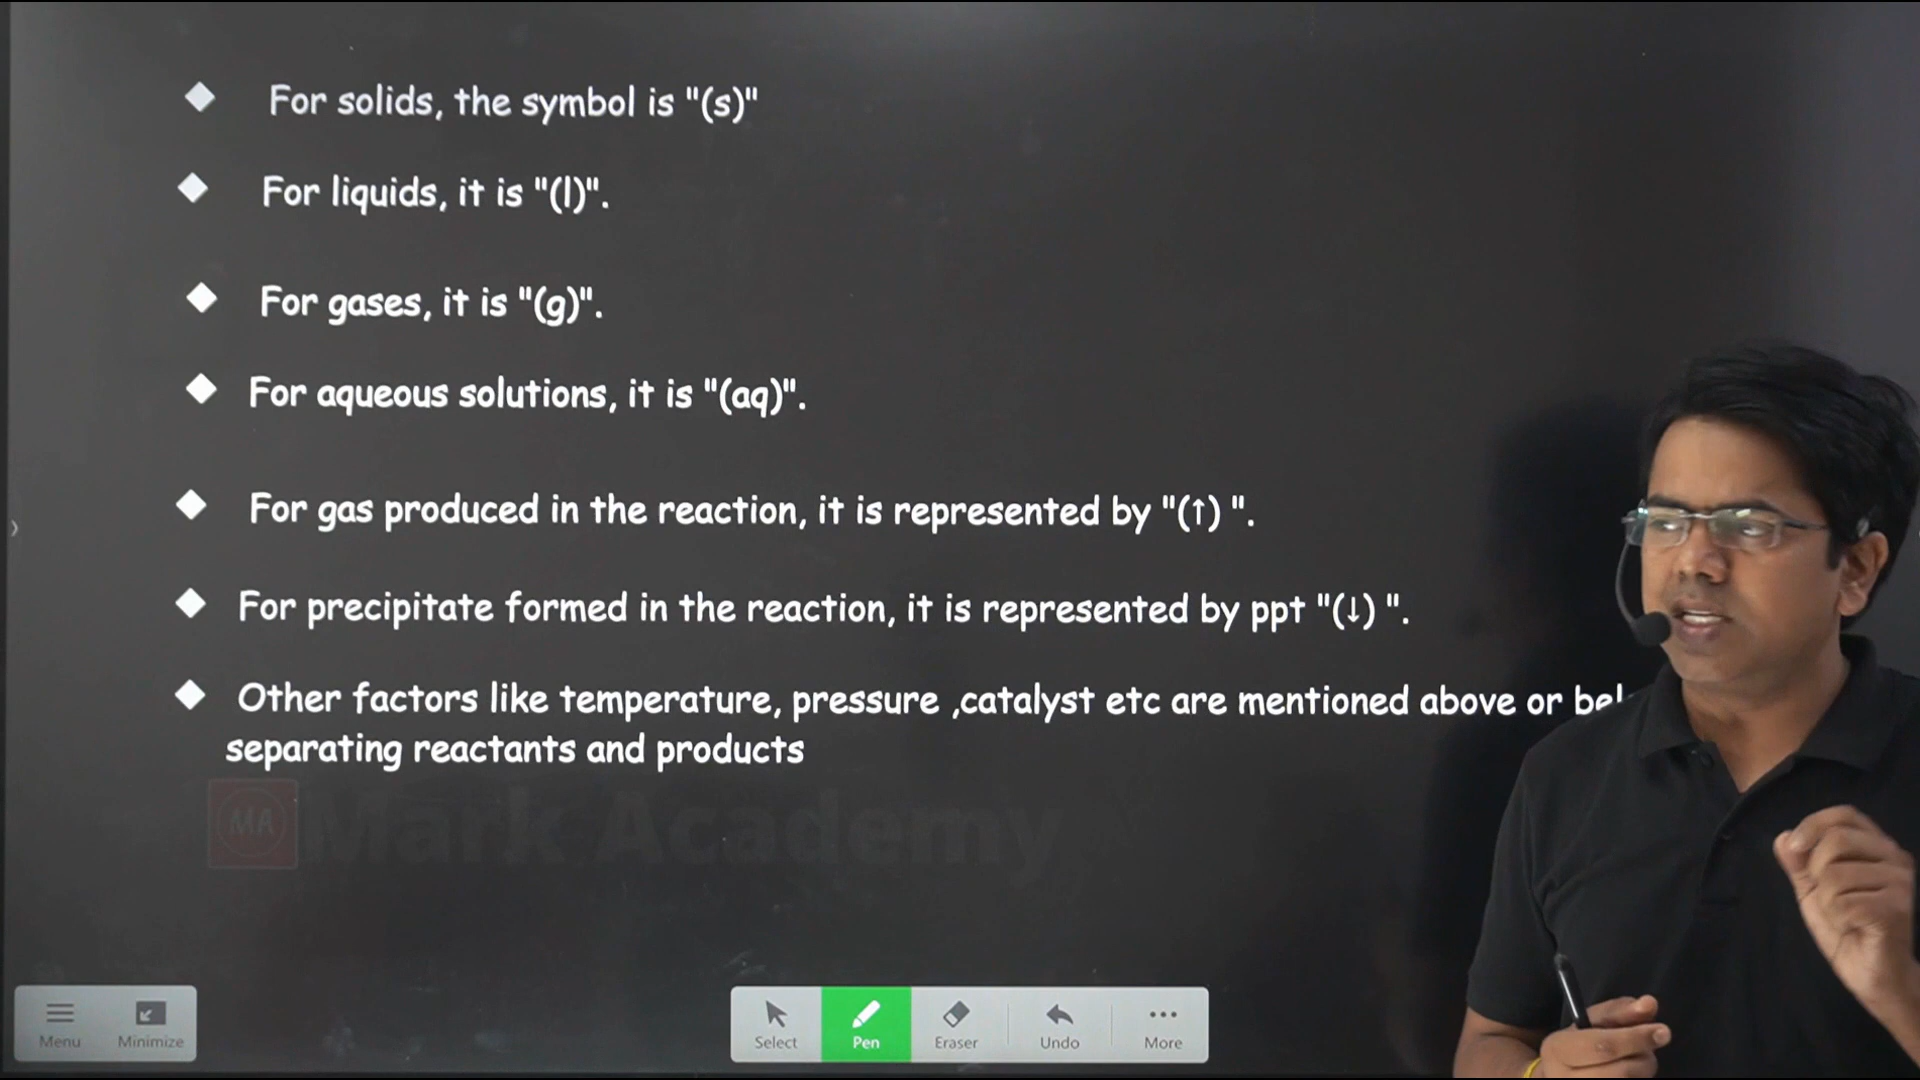 For solids, the symbol is "(s)"
For liquids, it is "(l)".
For gases, it is "(g)".
For aqueous solutions, it is "(aq)".
For gas produced in the reaction, it is represented by "(↑) ".
For precipitate formed in the reaction, it is represented by ppt "(↓) ".
Other factors like temperature, pressure ,catalyst etc are mentioned above or
separating reactants and products
MA Mark Academy
Menu Minimize Select Pen Eraser Undo More